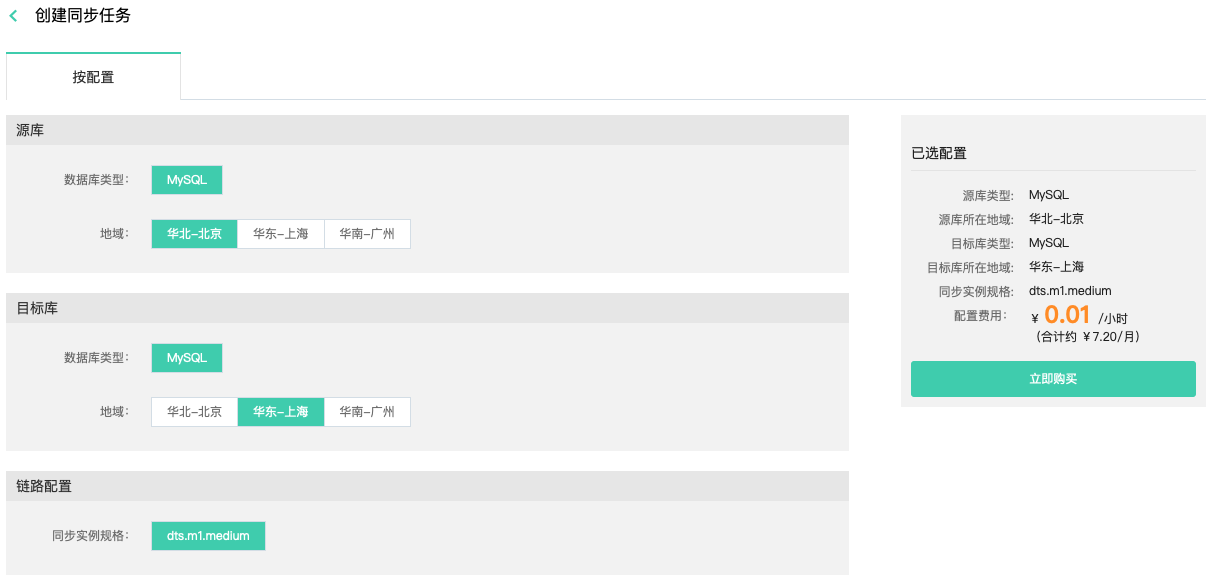 创建同步任务
按配置
源库
数据库类型： MySQL
地域： 华北-北京 华东-上海 华南-广州
目标库
数据库类型： MySQL
地域： 华北-北京 华东-上海 华南-广州
链路配置
同步实例规格： dts.m1.medium
已选配置
源库类型: MySQL
源库所在地域: 华北-北京
目标库类型: MySQL
目标库所在地域: 华东-上海
同步实例规格: dts.m1.medium
配置费用： ¥ 0.01 /小时
(合计约 ¥7.20/月)
立即购买